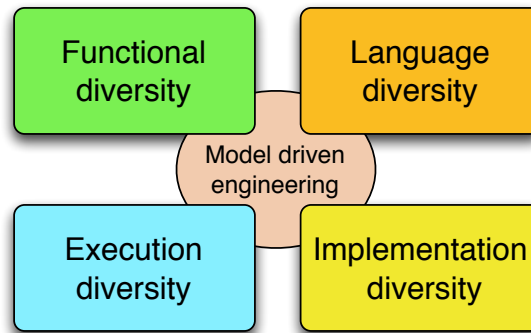 Functional
diversity
Language
diversity
Model driven
engineering
Execution
diversity
Implementation
diversity